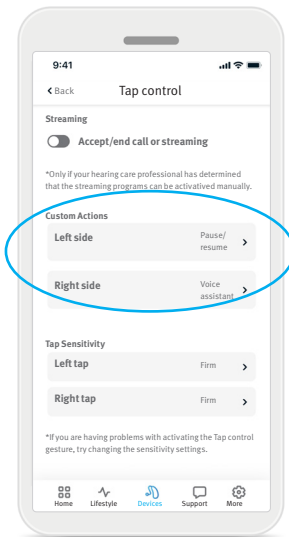 9:41
Back Tap control
Streaming
Accept/end call or streaming
*Only if your hearing care professional has determined
that the streaming programs can be activatived manually.
Custom Actions
Left side Pause/
resume
Right side Voice
assistant
Tap Sensitivity
Left tap Firm
Right tap Firm
*If you are having problems with activating the Tap control
gesture, try changing the sensitivity settings.
Home Lifestyle Devices Support More